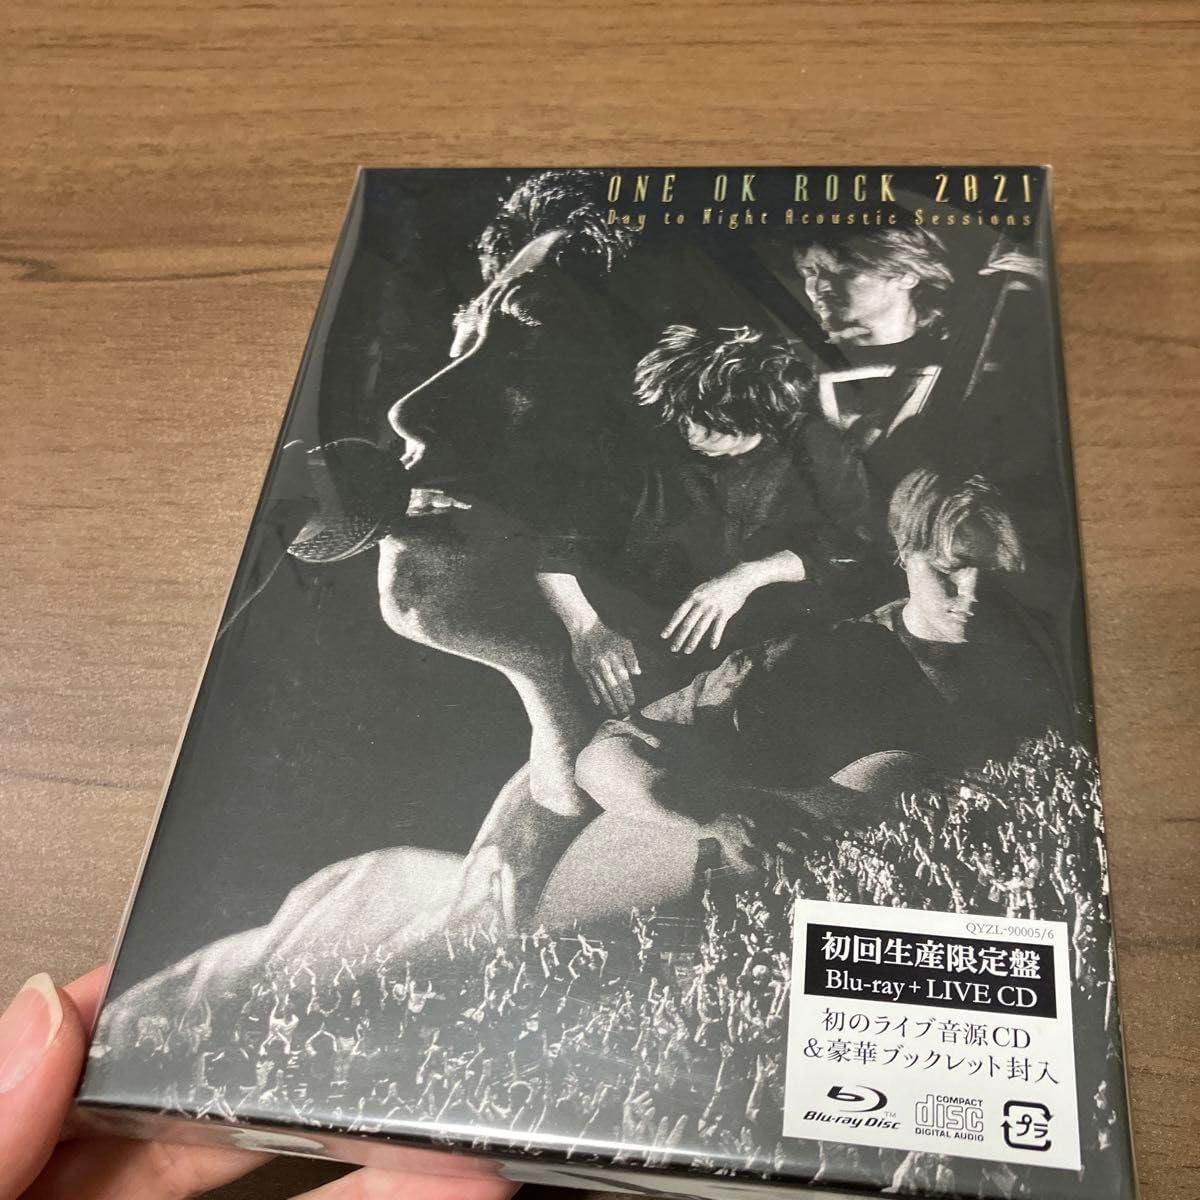 ONE OK ROCK 2021
Day to Night Acoustic Sessions
QYZL-90005/6
初回生産限定盤
Blu-ray + LIVE CD
初のライブ音源CD
&豪華ブックレット封入
Blu-ray Disc™
COMPACT
disc
DIGITAL AUDIO
プラ